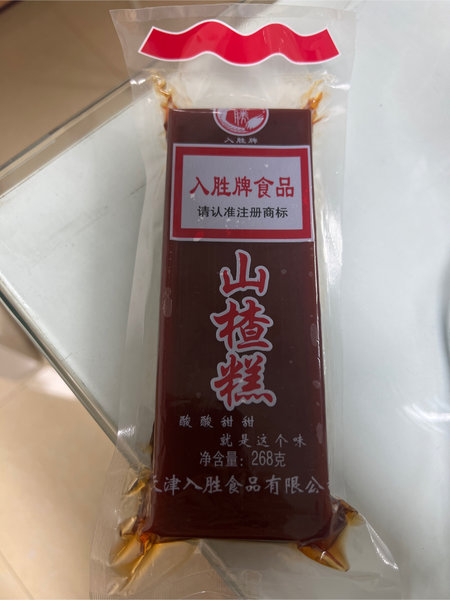 胜
入胜牌
入胜牌食品
请认准注册商标
山楂糕
酸酸甜甜
就是这个味
净含量：268克
天津入胜食品有限公